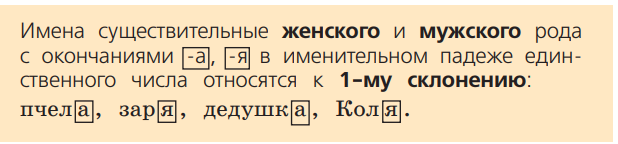 Имена существительные женского и мужского рода
с окончаниями -а, -я в именительном падеже един-
ственного числа относятся к 1–му склонению:
пчела, заря, дедушка, Коля.